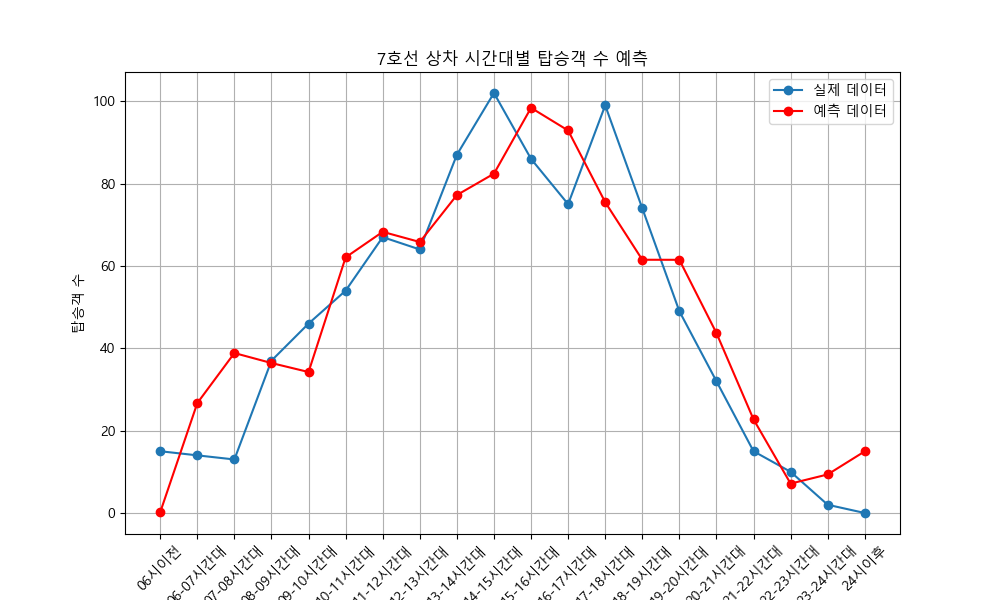 7호선 상차 시간대별 탑승객 수 예측
실제 데이터
예측 데이터
탑승객 수
100
80
60
40
20
0
06시이전
06-07시간대
07-08시간대
08-09시간대
09-10시간대
10-11시간대
11-12시간대
12-13시간대
13-14시간대
14-15시간대
15-16시간대
16-17시간대
17-18시간대
18-19시간대
19-20시간대
20-21시간대
21-22시간대
22-23시간대
23-24시간대
24시이후